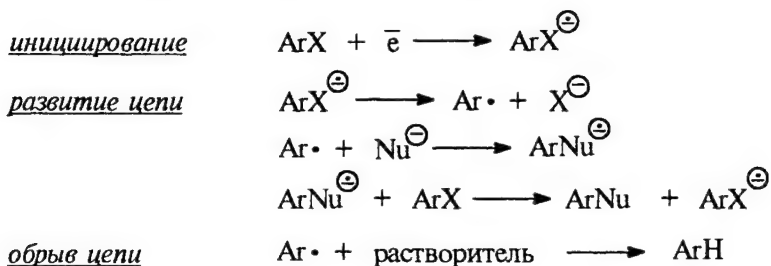 инициирование ArX + e̅ ⟶ ArX⊖̇
развитие цепи ArX⊖̇ ⟶ Ar• + X⊖
Ar• + Nu⊖ ⟶ ArNu⊖̇
ArNu⊖̇ + ArX ⟶ ArNu + ArX⊖̇
обрыв цепи Ar• + растворитель ⟶ ArH